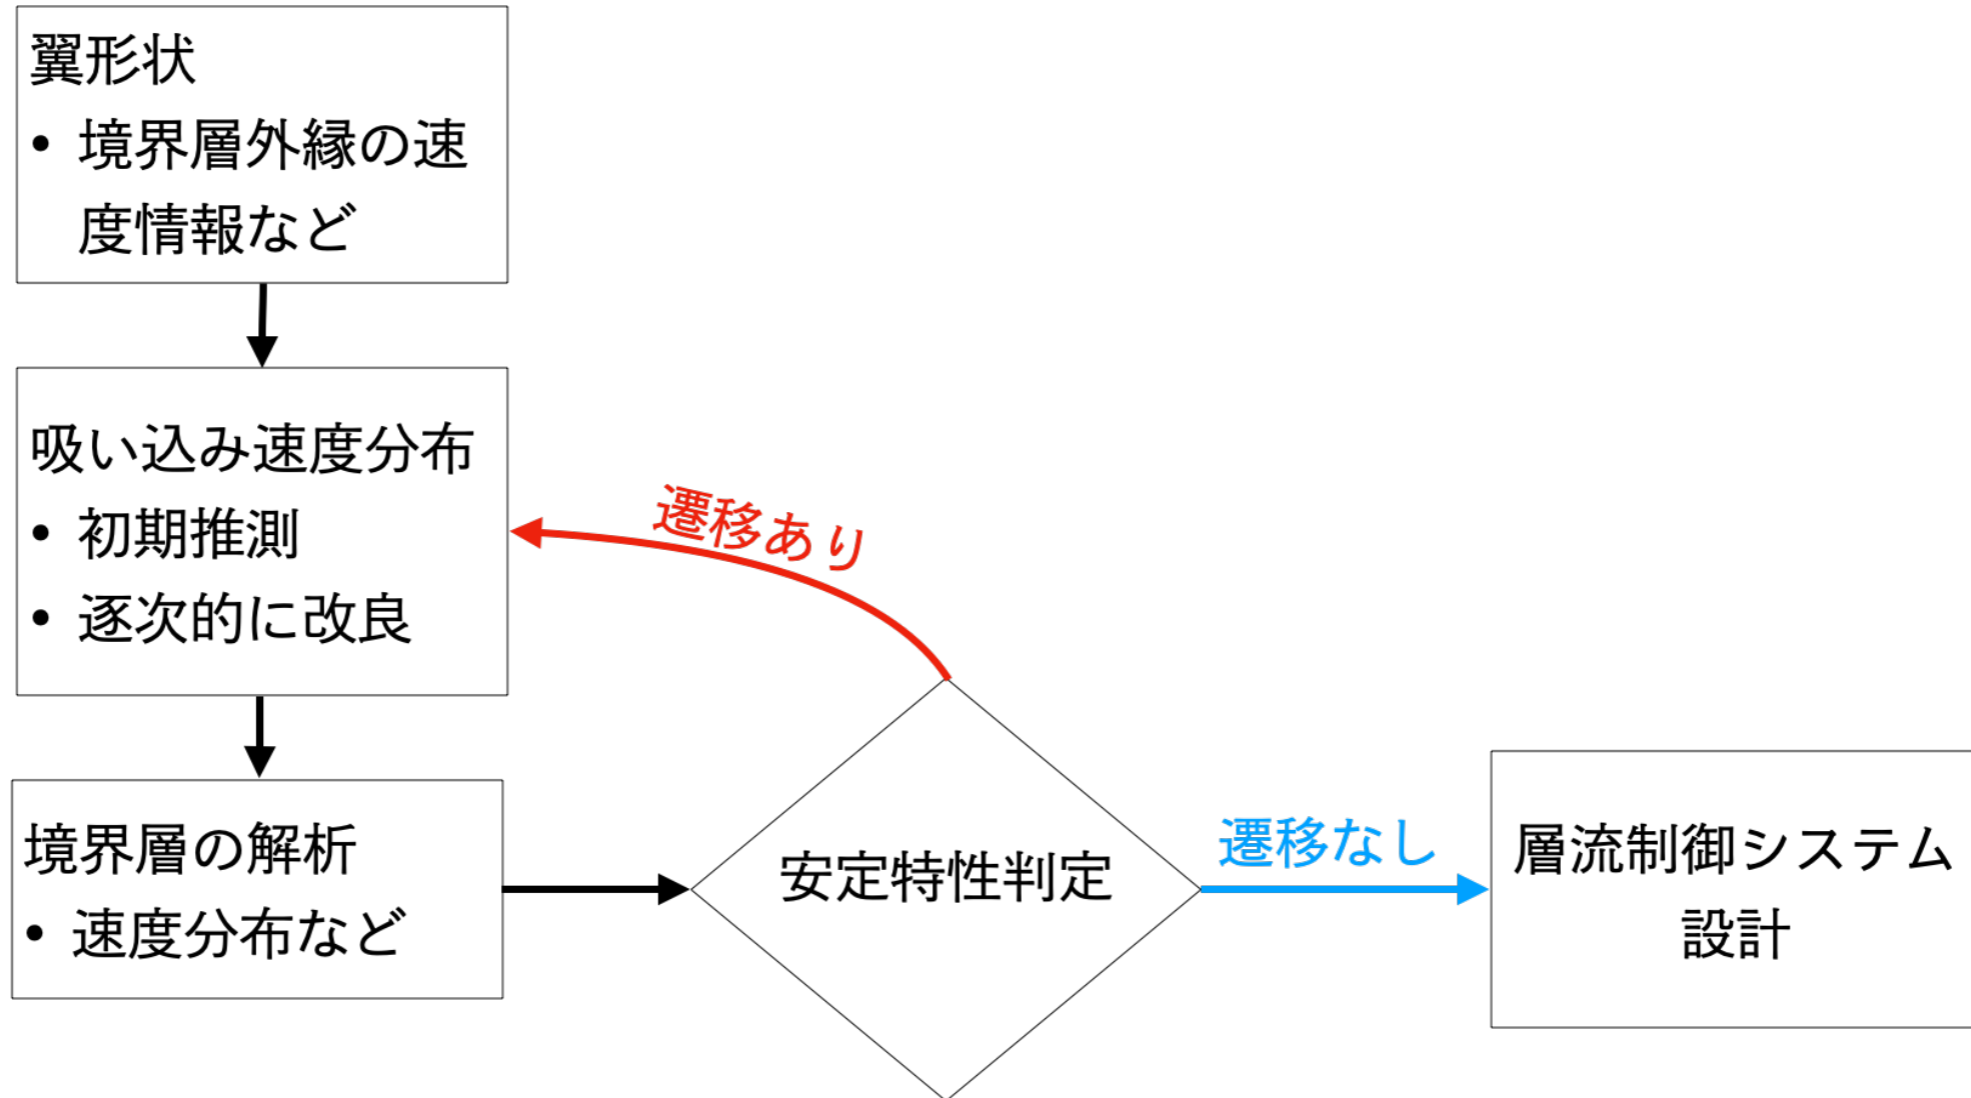 翼形状
• 境界層外縁の速
度情報など
吸い込み速度分布
• 初期推測
• 逐次的に改良
遷移あり
境界層の解析
• 速度分布など
安定特性判定
遷移なし
層流制御システム
設計